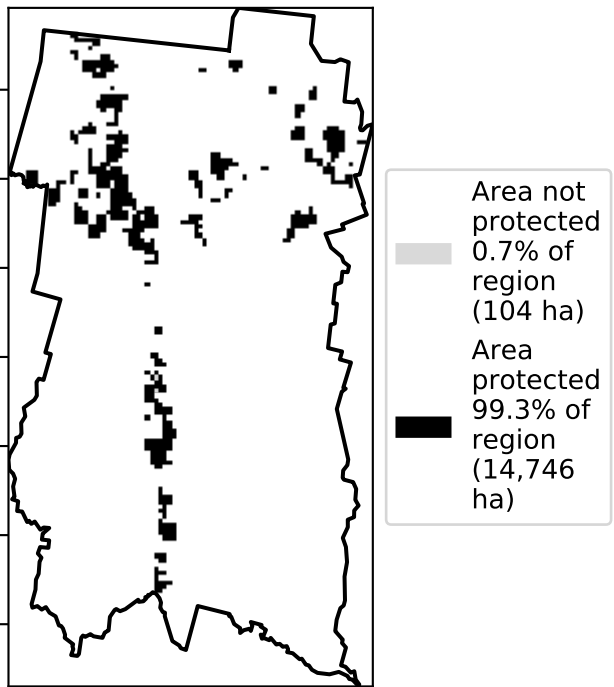 Area not
protected
0.7% of
region
(104 ha)
Area
protected
99.3% of
region
(14,746
ha)